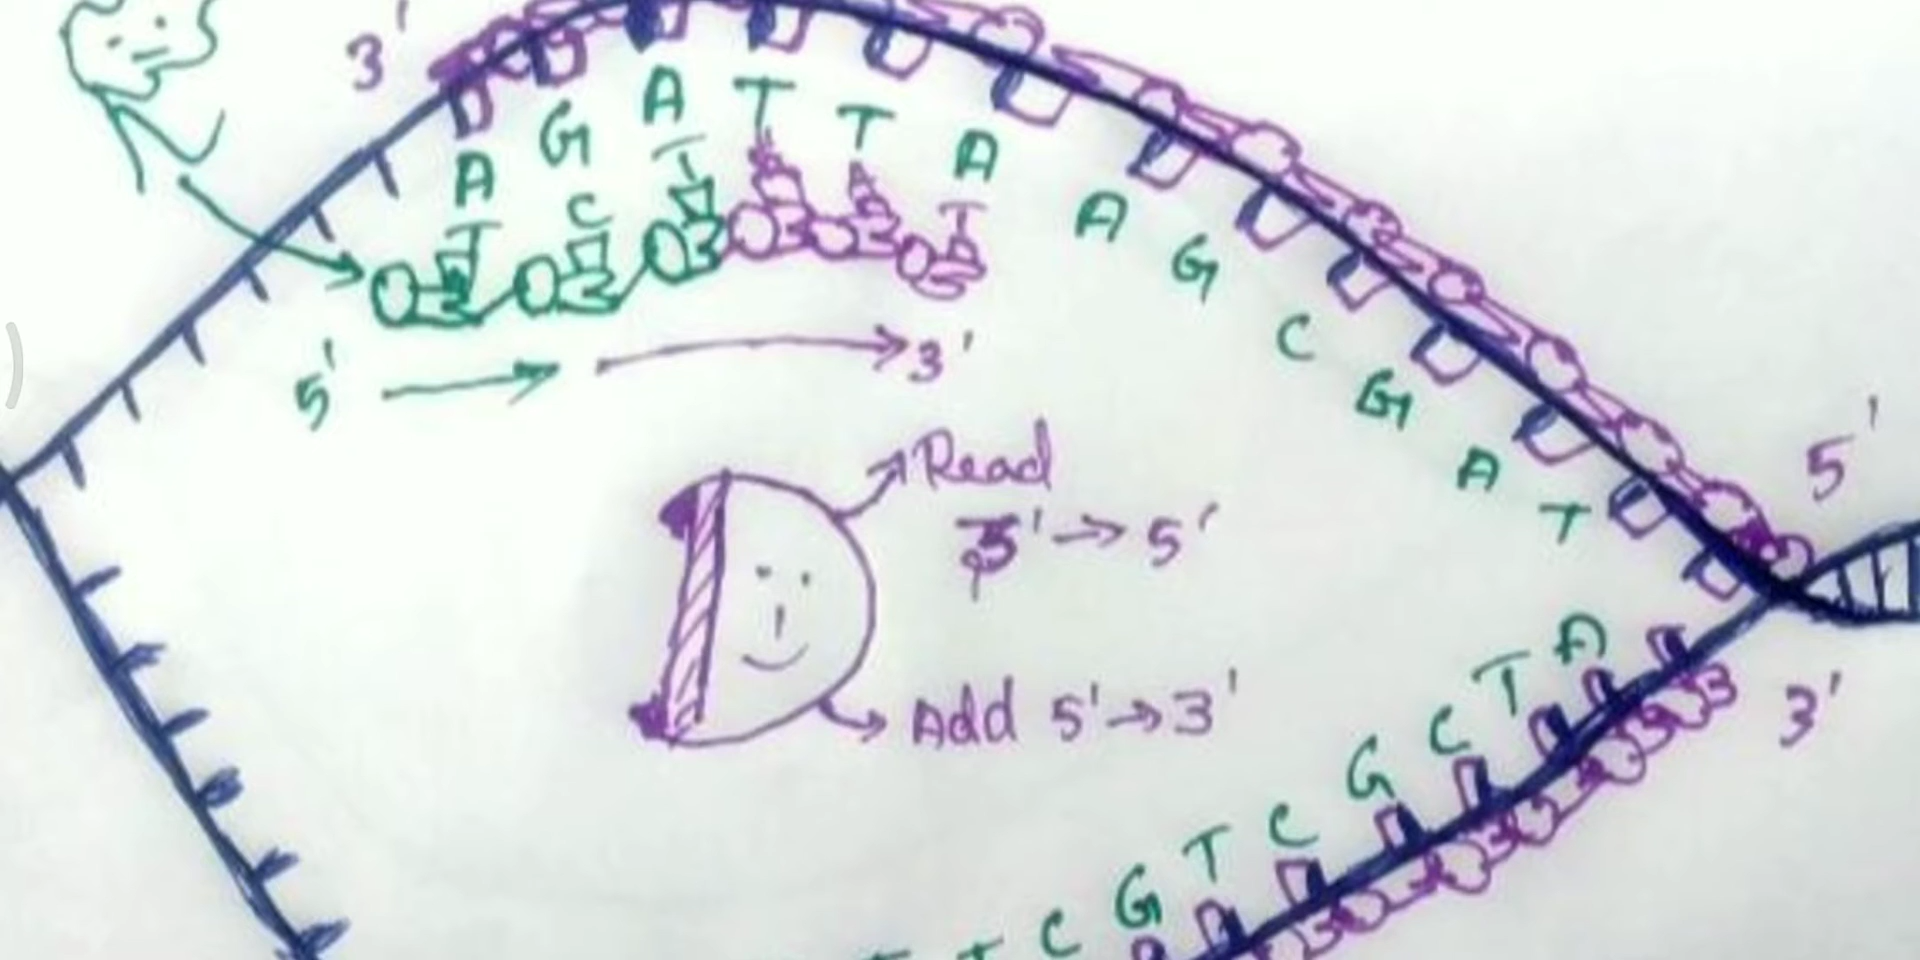 3'
A G A T T A A G C G A T
T C T T
5' 3'
5'
Read
3' → 5'
Add 5' → 3'
3'
C G T C G C T A